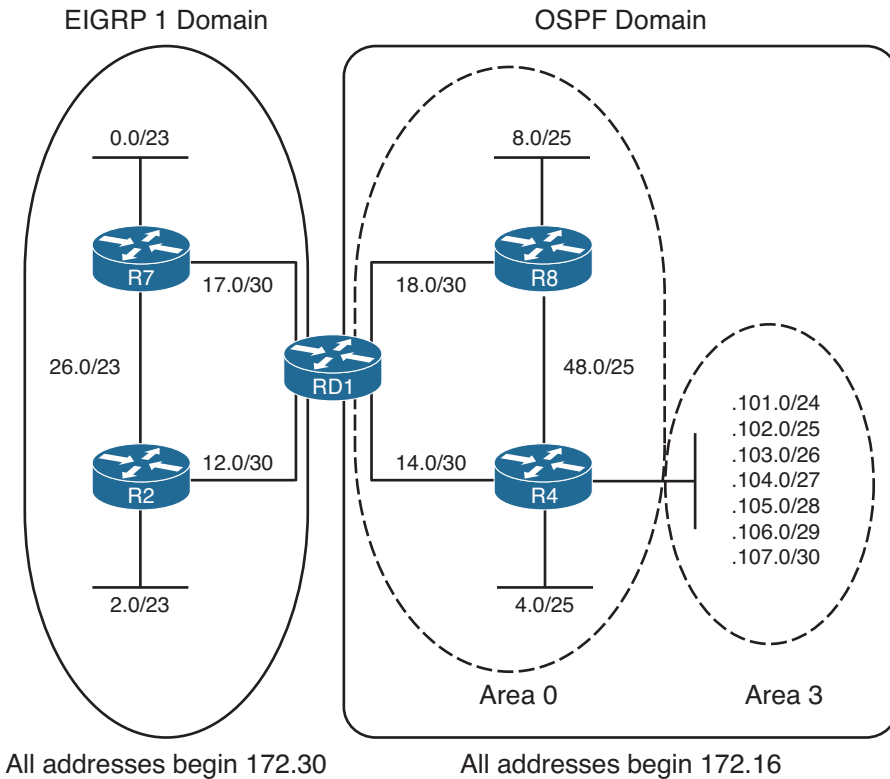 EIGRP 1 Domain
OSPF Domain
0.0/23
8.0/25
R7
R8
17.0/30
18.0/30
26.0/23
RD1
48.0/25
.101.0/24
.102.0/25
.103.0/26
.104.0/27
.105.0/28
.106.0/29
.107.0/30
12.0/30
14.0/30
R2
R4
2.0/23
4.0/25
Area 0
Area 3
All addresses begin 172.30
All addresses begin 172.16